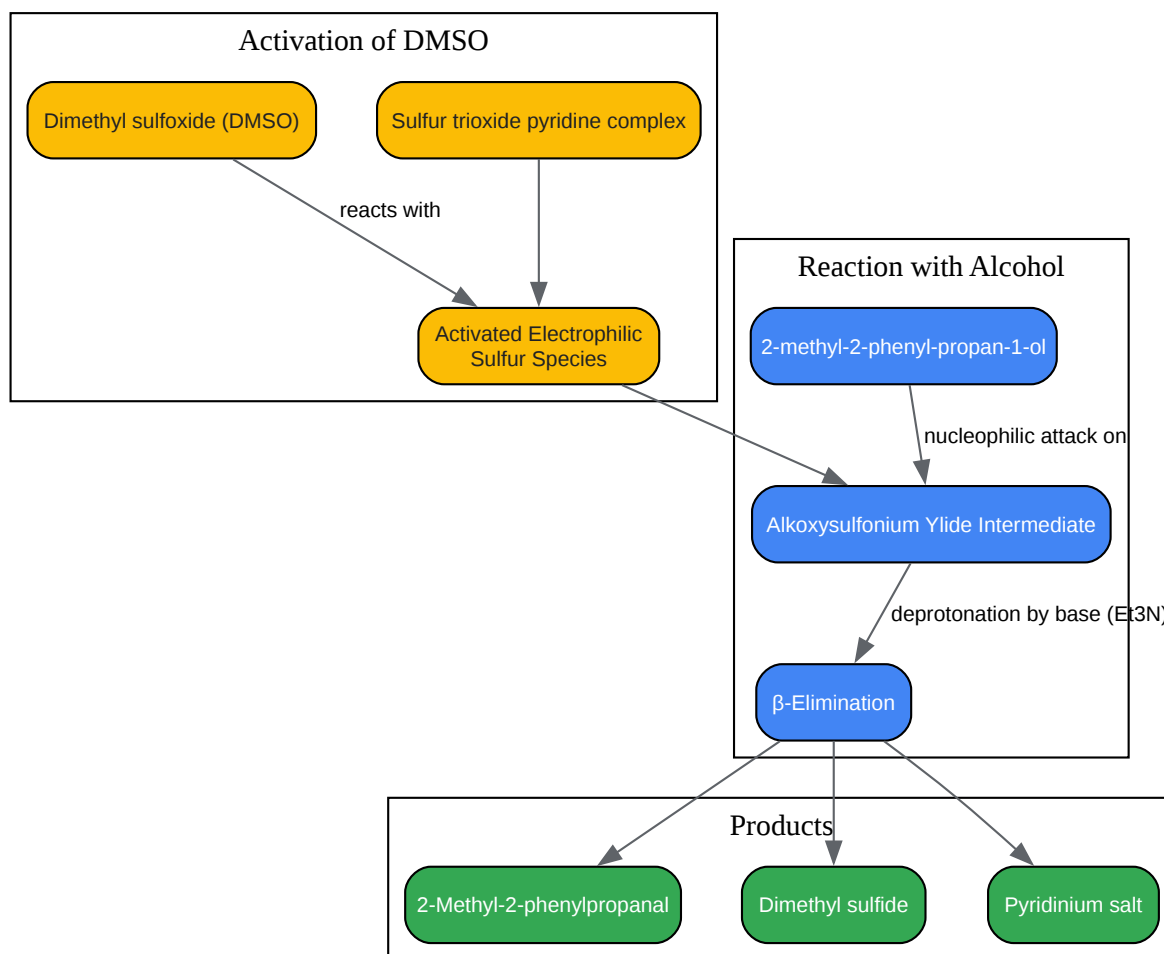 Activation of DMSO
Dimethyl sulfoxide (DMSO)
Sulfur trioxide pyridine complex
reacts with
Activated Electrophilic
Sulfur Species
Reaction with Alcohol
2-methyl-2-phenyl-propan-1-ol
nucleophilic attack on
Alkoxysulfonium Ylide Intermediate
deprotonation by base (Et3N)
β-Elimination
Products
2-Methyl-2-phenylpropanal
Dimethyl sulfide
Pyridinium salt